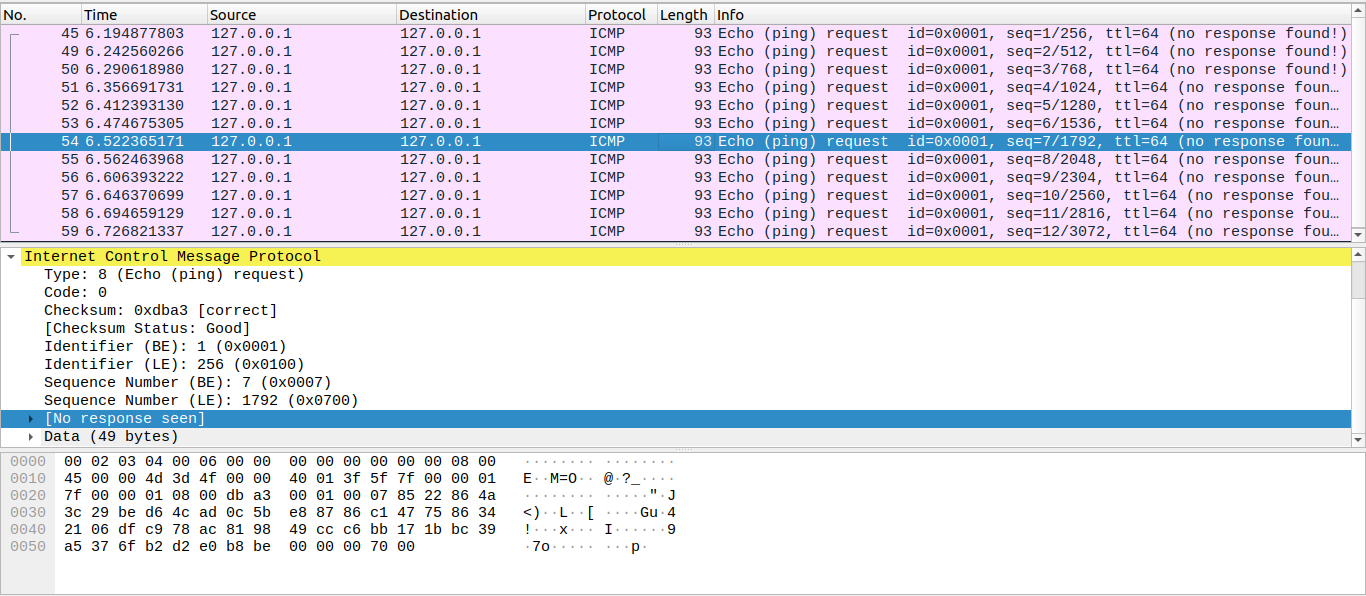 No. Time Source Destination Protocol Length Info
45 6.194877803 127.0.0.1 127.0.0.1 ICMP 93 Echo (ping) request id=0x0001, seq=1/256, ttl=64 (no response found!)
49 6.242560266 127.0.0.1 127.0.0.1 ICMP 93 Echo (ping) request id=0x0001, seq=2/512, ttl=64 (no response found!)
50 6.290618980 127.0.0.1 127.0.0.1 ICMP 93 Echo (ping) request id=0x0001, seq=3/768, ttl=64 (no response found!)
51 6.356691731 127.0.0.1 127.0.0.1 ICMP 93 Echo (ping) request id=0x0001, seq=4/1024, ttl=64 (no response foun…
52 6.412393130 127.0.0.1 127.0.0.1 ICMP 93 Echo (ping) request id=0x0001, seq=5/1280, ttl=64 (no response foun…
53 6.474675305 127.0.0.1 127.0.0.1 ICMP 93 Echo (ping) request id=0x0001, seq=6/1536, ttl=64 (no response foun…
54 6.522365171 127.0.0.1 127.0.0.1 ICMP 93 Echo (ping) request id=0x0001, seq=7/1792, ttl=64 (no response foun…
55 6.562463968 127.0.0.1 127.0.0.1 ICMP 93 Echo (ping) request id=0x0001, seq=8/2048, ttl=64 (no response foun…
56 6.606393222 127.0.0.1 127.0.0.1 ICMP 93 Echo (ping) request id=0x0001, seq=9/2304, ttl=64 (no response foun…
57 6.646370699 127.0.0.1 127.0.0.1 ICMP 93 Echo (ping) request id=0x0001, seq=10/2560, ttl=64 (no response fou…
58 6.694659129 127.0.0.1 127.0.0.1 ICMP 93 Echo (ping) request id=0x0001, seq=11/2816, ttl=64 (no response fou…
59 6.726821337 127.0.0.1 127.0.0.1 ICMP 93 Echo (ping) request id=0x0001, seq=12/3072, ttl=64 (no response fou…
Internet Control Message Protocol
Type: 8 (Echo (ping) request)
Code: 0
Checksum: 0xdba3 [correct]
[Checksum Status: Good]
Identifier (BE): 1 (0x0001)
Identifier (LE): 256 (0x0100)
Sequence Number (BE): 7 (0x0007)
Sequence Number (LE): 1792 (0x0700)
[No response seen]
Data (49 bytes)
0000 00 02 03 04 00 06 00 00 00 00 00 00 00 00 08 00 ········ ········
0010 45 00 00 4d 3d 4f 00 00 40 01 3f 5f 7f 00 00 01 E··M=O·· @·?_····
0020 7f 00 00 01 08 00 db a3 00 01 00 07 85 22 86 4a ········ ·····"·J
0030 3c 29 be d6 4c ad 0c 5b e8 87 86 c1 47 75 86 34 <)··L··[ ····Gu·4
0040 21 06 df c9 78 ac 81 98 49 cc c6 bb 17 1b bc 39 !···x··· I······9
0050 a5 37 6f b2 d2 e0 b8 be 00 00 00 70 00 ·7o····· ···p·